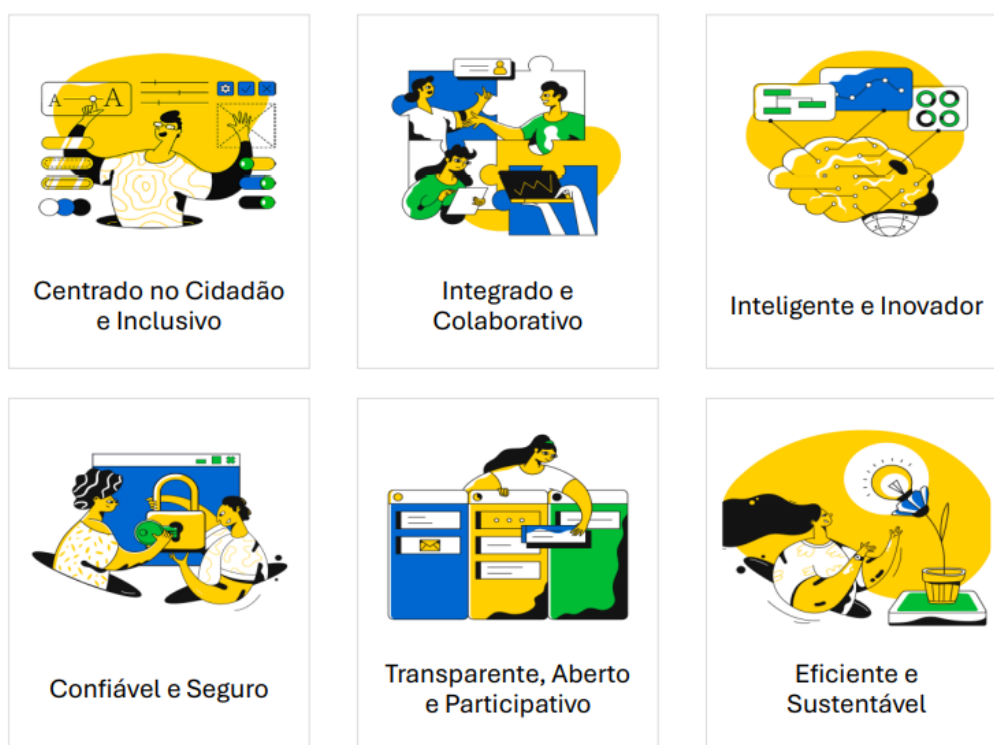 A A
Centrado no Cidadão
e Inclusivo
Integrado e
Colaborativo
Inteligente e Inovador
Confiável e Seguro
Transparente, Aberto
e Participativo
Eficiente e
Sustentável